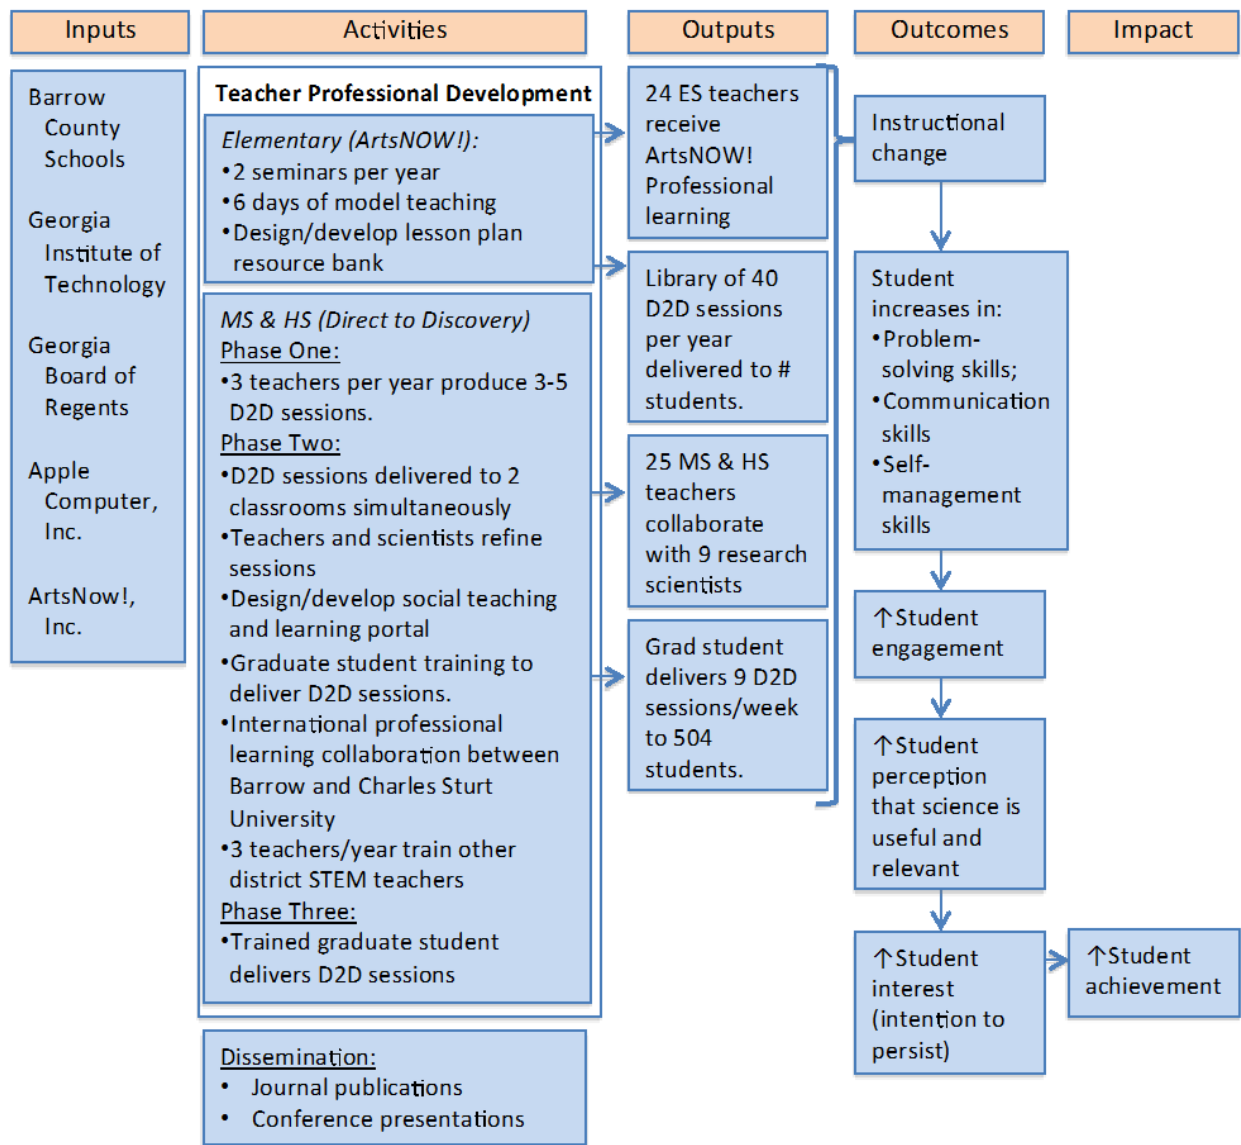 Inputs
Activities
Outputs
Outcomes
Impact
Barrow
County
Schools
Georgia
Institute of
Technology
Georgia
Board of
Regents
Apple
Computer,
Inc.
ArtsNow!,
Inc.
Teacher Professional Development
Elementary (ArtsNOW!):
•2 seminars per year
•6 days of model teaching
•Design/develop lesson plan
resource bank
MS & HS (Direct to Discovery)
Phase One:
•3 teachers per year produce 3-5
D2D sessions.
Phase Two:
•D2D sessions delivered to 2
classrooms simultaneously
•Teachers and scientists refine
sessions
•Design/develop social teaching
and learning portal
•Graduate student training to
deliver D2D sessions.
•International professional
learning collaboration between
Barrow and Charles Sturt
University
•3 teachers/year train other
district STEM teachers
Phase Three:
•Trained graduate student
delivers D2D sessions
Dissemination:
• Journal publications
• Conference presentations
24 ES teachers
receive
ArtsNOW!
Professional
learning
Library of 40
D2D sessions
per year
delivered to #
students.
25 MS & HS
teachers
collaborate
with 9 research
scientists
Grad student
delivers 9 D2D
sessions/week
to 504
students.
Instructional
change
Student
increases in:
•Problem-
solving skills;
•Communication
skills
•Self-
management
skills
↑Student
engagement
↑Student
perception
that science is
useful and
relevant
↑Student
interest
(intention to
persist)
↑Student
achievement